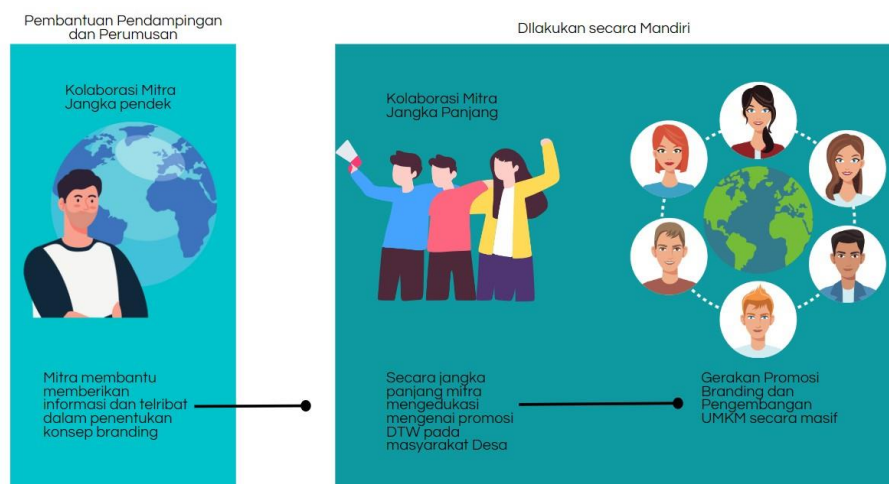 Pembantuan Pendampingan
dan Perumusan
DIlakukan secara Mandiri
Kolaborasi Mitra
Jangka pendek
Kolaborasi Mitra
Jangka Panjang
Mitra membantu
memberikan
informasi dan telribat
dalam penentukan
konsep branding
Secara jangka
panjang mitra
mengedukasi
mengenai promosi
DTW pada
masyarakat Desa
Gerakan Promosi
Branding dan
Pengembangan
UMKM secara masif